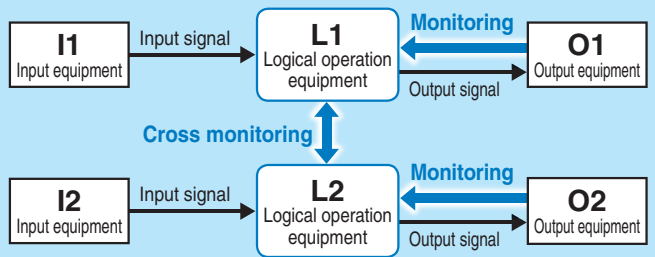 I1
Input equipment
Input signal
L1
Logical operation
equipment
Monitoring
Output signal
O1
Output equipment
Cross monitoring
I2
Input equipment
Input signal
L2
Logical operation
equipment
Monitoring
Output signal
O2
Output equipment